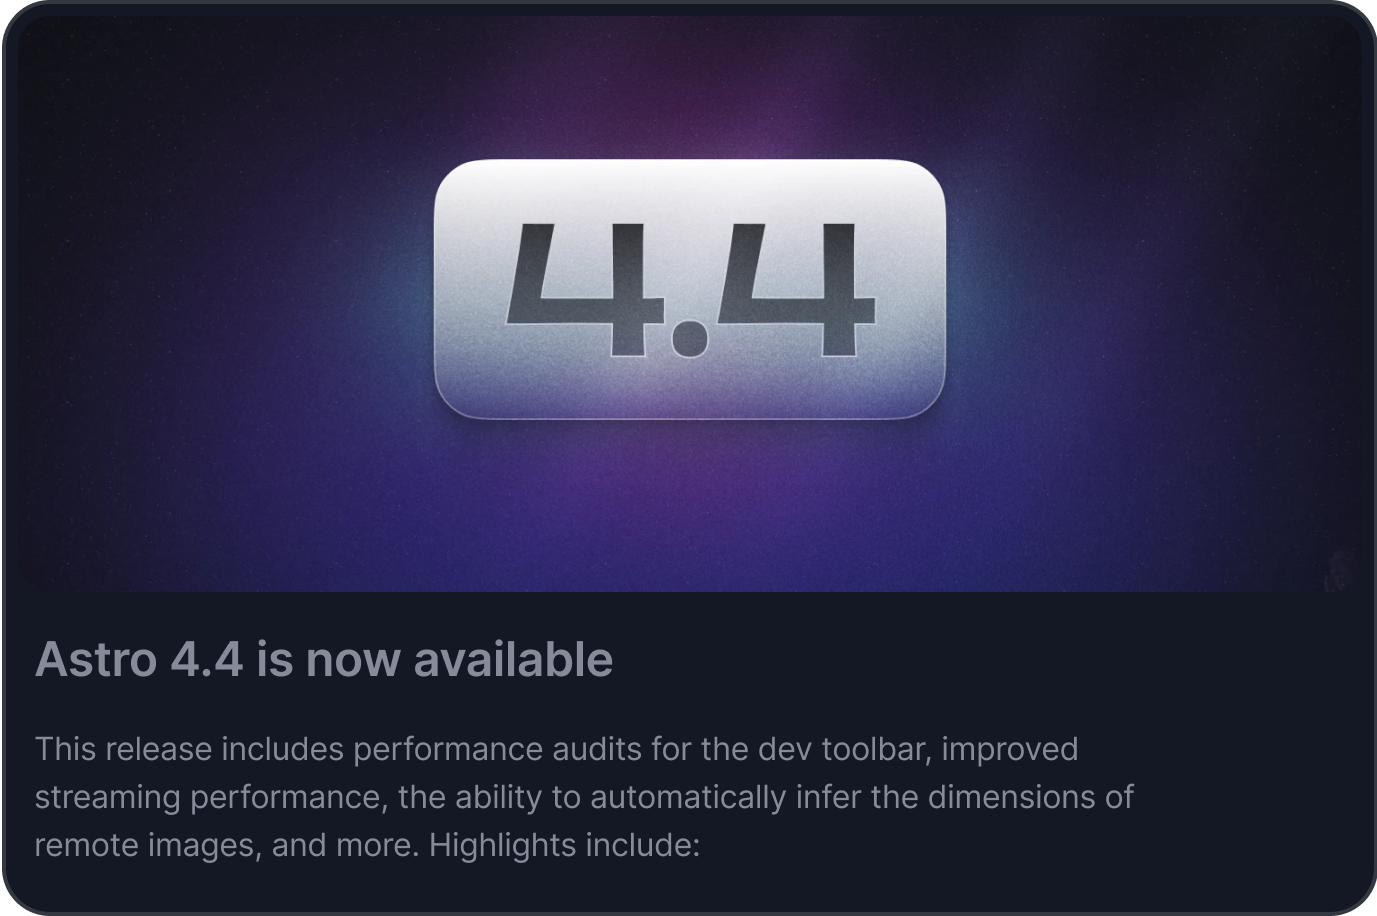 4.4
Astro 4.4 is now available
This release includes performance audits for the dev toolbar, improved
streaming performance, the ability to automatically infer the dimensions of
remote images, and more. Highlights include: